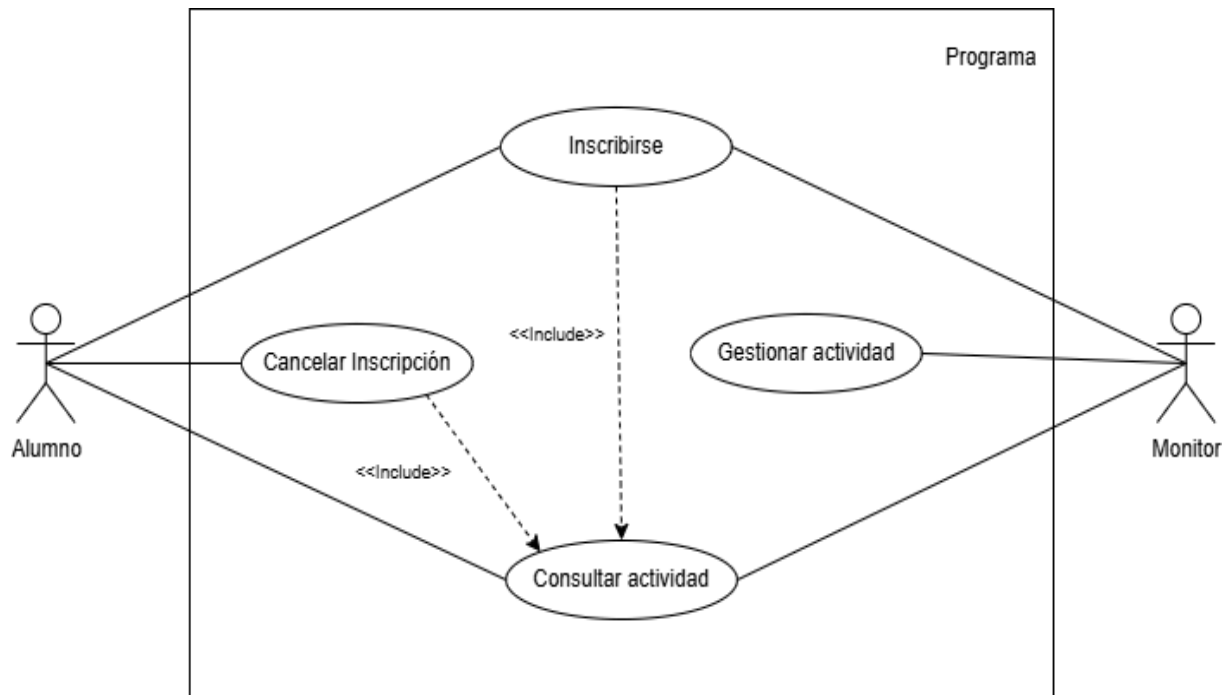 Programa
Inscribirse
<<Include>>
Gestionar actividad
Cancelar Inscripción
Alumno
Monitor
<<Include>>
Consultar actividad